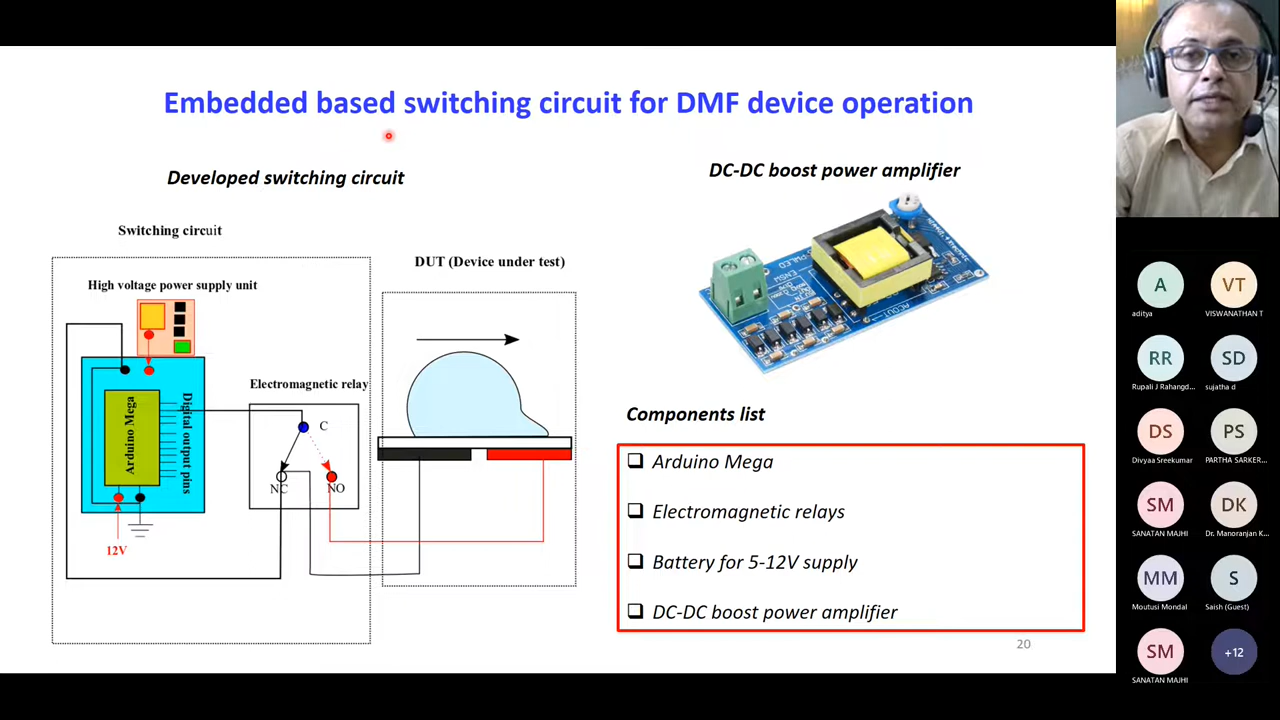 Embedded based switching circuit for DMF device operation
Developed switching circuit
DC-DC boost power amplifier
Switching circuit
DUT (Device under test)
High voltage power supply unit
Electromagnetic relay
Arduino Mega
Digital output pins
C
NC
NO
12V
Components list
Arduino Mega
Electromagnetic relays
Battery for 5-12V supply
DC-DC boost power amplifier
20
A
aditya
VT
VISWANATHAN T
RR
Rupali J Rahangd...
SD
sujatha d
DS
Divyaa Sreekumar
PS
PARTHA SARKER...
SM
SANATAN MAJHI
DK
Dr. Manoranjan K...
MM
Moutusi Mondal
S
Saish (Guest)
SM
SANATAN MAJHI
+12